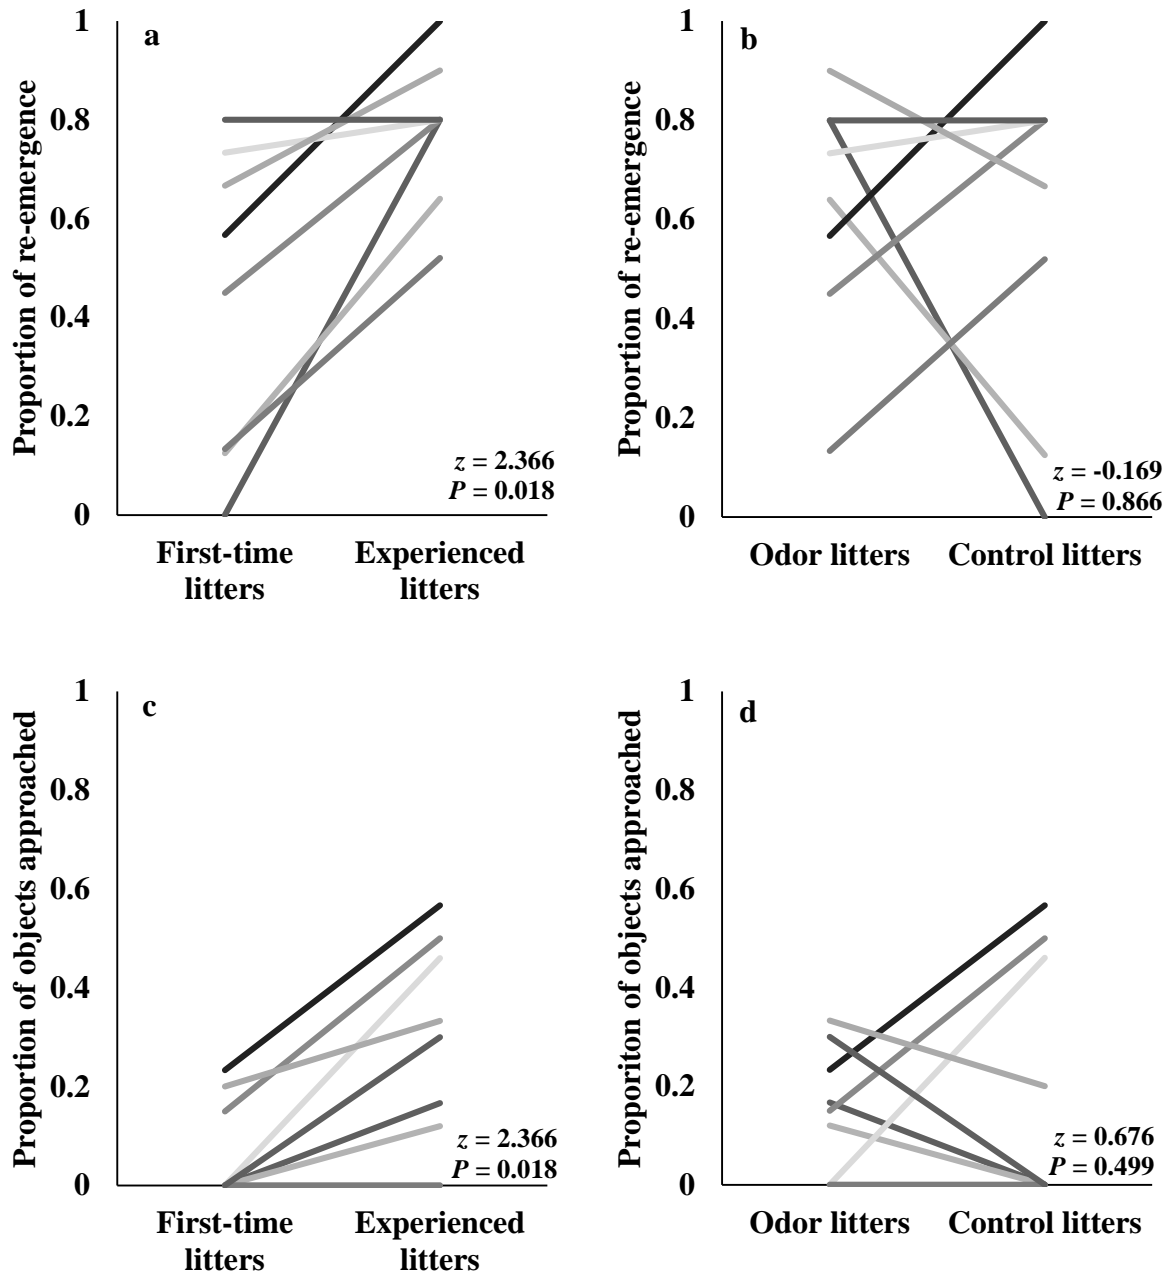 a
Proportion of re-emergence
1
0.8
0.6
0.4
0.2
0
z = 2.366
P = 0.018
First-time
litters
Experienced
litters
b
Proportion of re-emergence
1
0.8
0.6
0.4
0.2
0
z = -0.169
P = 0.866
Odor litters
Control litters
c
Proportion of objects approached
1
0.8
0.6
0.4
0.2
0
z = 2.366
P = 0.018
First-time
litters
Experienced
litters
d
Proporiton of objects approached
1
0.8
0.6
0.4
0.2
0
z = 0.676
P = 0.499
Odor litters
Control litters